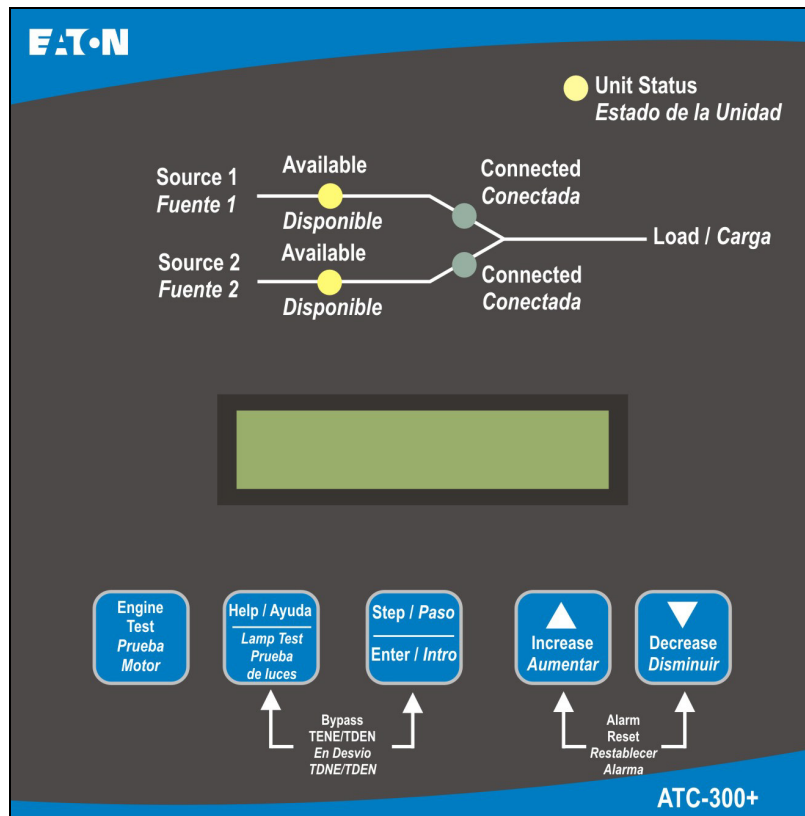 EATON
Unit Status
Estado de la Unidad
Source 1
Fuente 1
Available
Disponible
Connected
Conectada
Load / Carga
Source 2
Fuente 2
Available
Disponible
Connected
Conectada
Engine
Test
Prueba
Motor
Help / Ayuda
Lamp Test
Prueba
de luces
Step / Paso
Enter / Intro
Increase
Aumentar
Decrease
Disminuir
Bypass
TENE/TDEN
En Desvio
TDNE/TDEN
Alarm
Reset
Restablecer
Alarma
ATC-300+